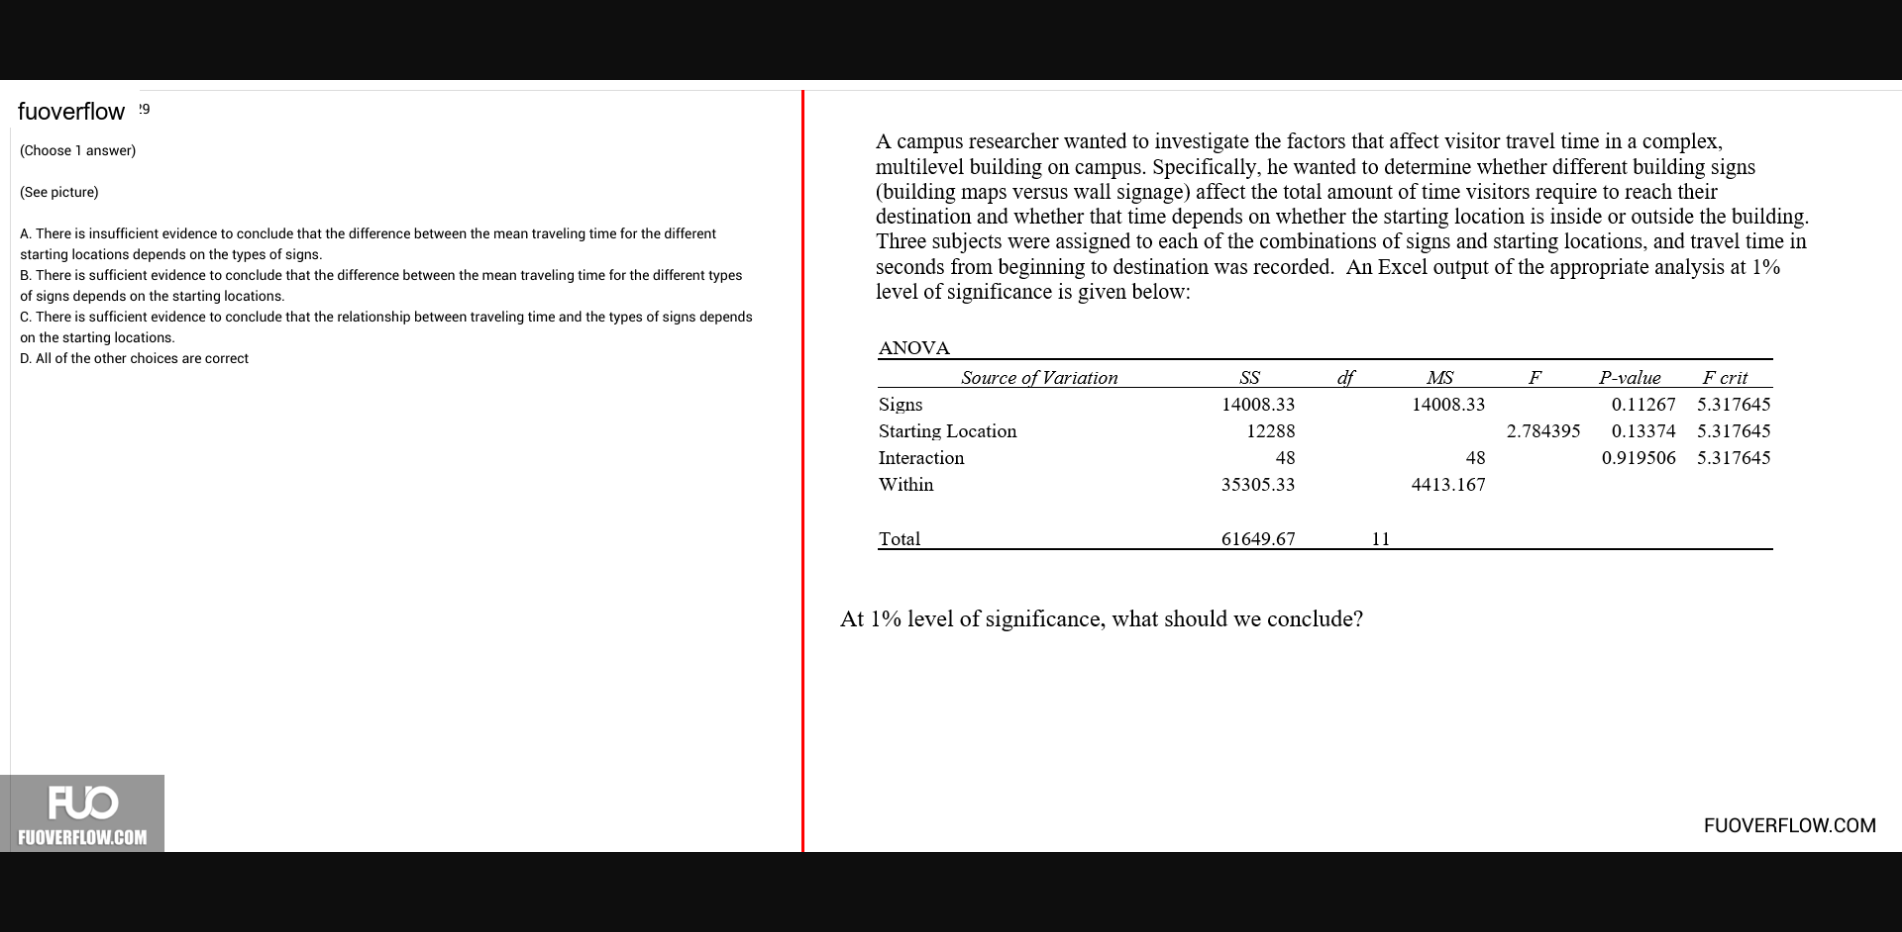 fuoverflow 29
(Choose 1 answer)
(See picture)
A. There is insufficient evidence to conclude that the difference between the mean traveling time for the different
starting locations depends on the types of signs.
B. There is sufficient evidence to conclude that the difference between the mean traveling time for the different types
of signs depends on the starting locations.
C. There is sufficient evidence to conclude that the relationship between traveling time and the types of signs depends
on the starting locations.
D. All of the other choices are correct
FUO
FUOVERFLOW.COM
A campus researcher wanted to investigate the factors that affect visitor travel time in a complex,
multilevel building on campus. Specifically, he wanted to determine whether different building signs
(building maps versus wall signage) affect the total amount of time visitors require to reach their
destination and whether that time depends on whether the starting location is inside or outside the building.
Three subjects were assigned to each of the combinations of signs and starting locations, and travel time in
seconds from beginning to destination was recorded. An Excel output of the appropriate analysis at 1%
level of significance is given below:
ANOVA
Source of Variation SS df MS F P-value F crit
Signs 14008.33 14008.33 0.11267 5.317645
Starting Location 12288 2.784395 0.13374 5.317645
Interaction 48 48 0.919506 5.317645
Within 35305.33 4413.167
Total 61649.67 11
At 1% level of significance, what should we conclude?
FUOVERFLOW.COM